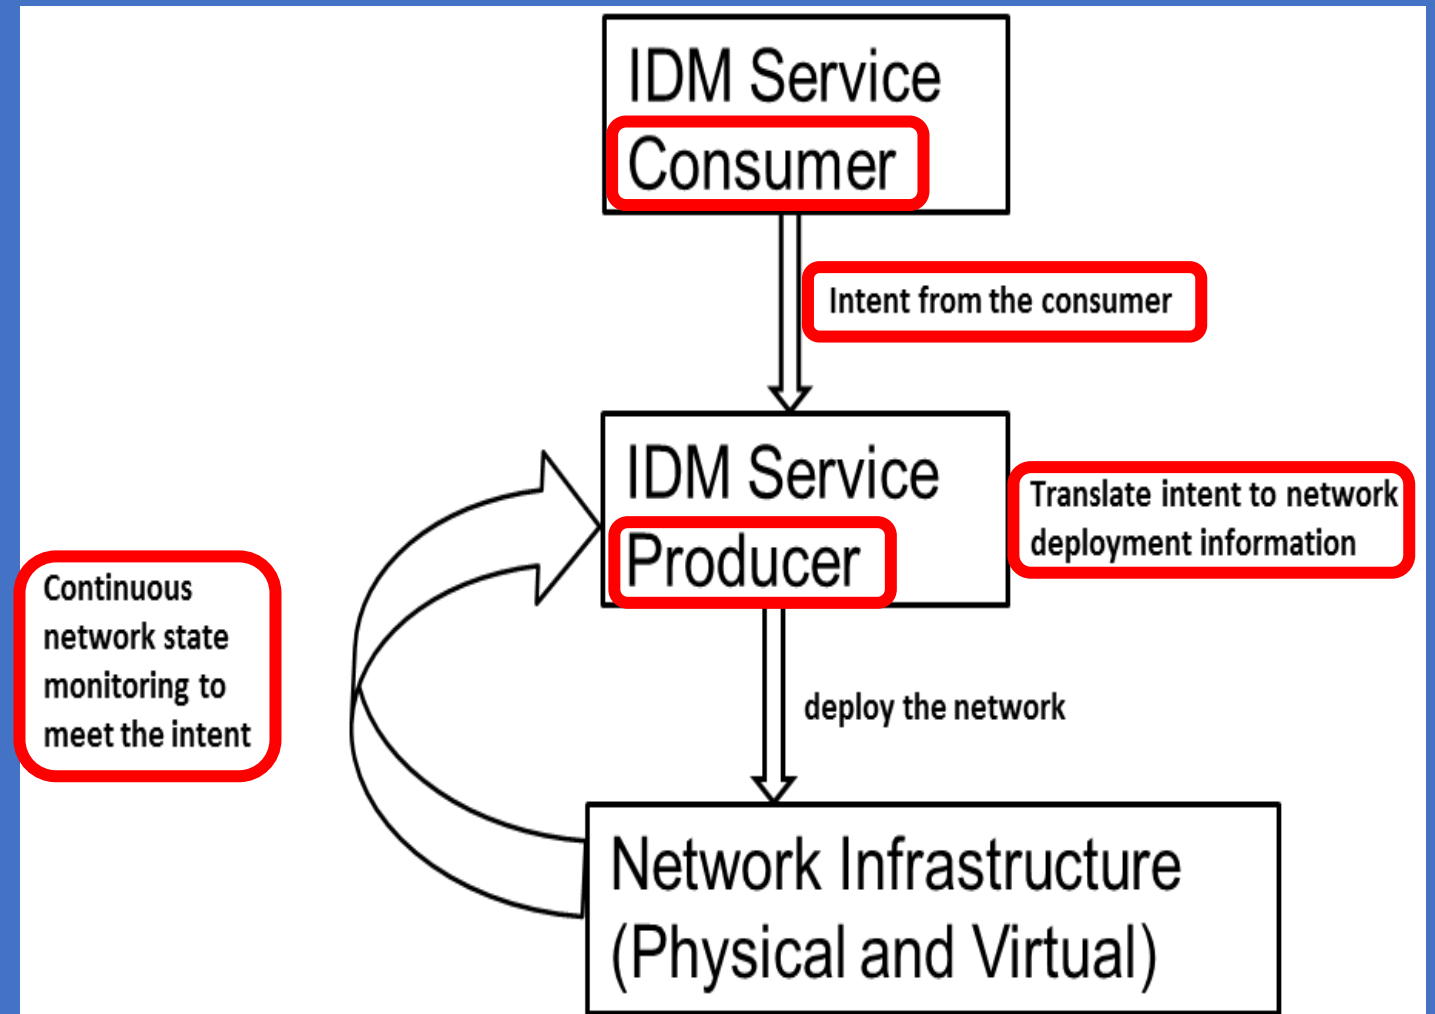 IDM Service
Consumer
Intent from the consumer
IDM Service
Producer
Translate intent to network
deployment information
Continuous
network state
monitoring to
meet the intent
deploy the network
Network Infrastructure
(Physical and Virtual)